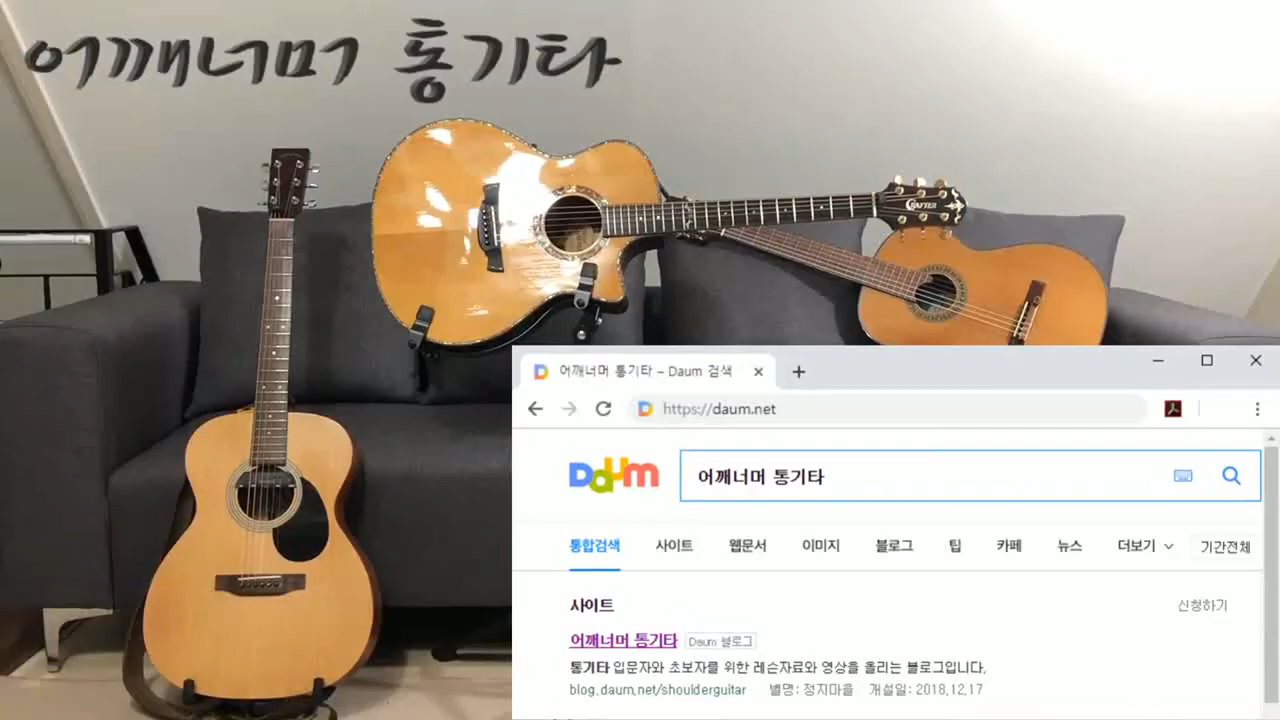 어깨너머 통기타
CRAFTER
어깨너머 통기타 – Daum 검색
https://daum.net
Daum
어깨너머 통기타
통합검색 사이트 웹문서 이미지 블로그 팁 카페 뉴스 더보기 기간전체
사이트 신청하기
어깨너머 통기타 Daum 블로그
통기타 입문자와 초보자를 위한 레슨자료와 영상을 올리는 블로그입니다.
blog.daum.net/shoulderguitar 별명: 정지마을 개설일: 2018.12.17